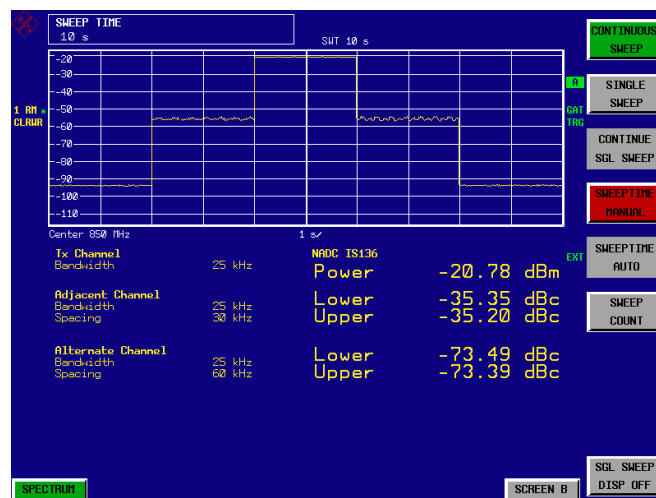 SWEEP TIME
10 s
SWT 10 s
-20
-30
-40
-50
-60
-70
-80
-90
-100
-110
1 RM *
CLRWR
A
GAT
TRG
EXT
Center 850 MHz
1 s/
Tx Channel
Bandwidth 25 kHz
NADC IS136
Power -20.78 dBm
Adjacent Channel
Bandwidth 25 kHz
Spacing 30 kHz
Lower -35.35 dBc
Upper -35.20 dBc
Alternate Channel
Bandwidth 25 kHz
Spacing 60 kHz
Lower -73.49 dBc
Upper -73.39 dBc
CONTINUOUS
SWEEP
SINGLE
SWEEP
CONTINUE
SGL SWEEP
SWEEPTIME
MANUAL
SWEEPTIME
AUTO
SWEEP
COUNT
SGL SWEEP
DISP OFF
SPECTRUM
SCREEN B